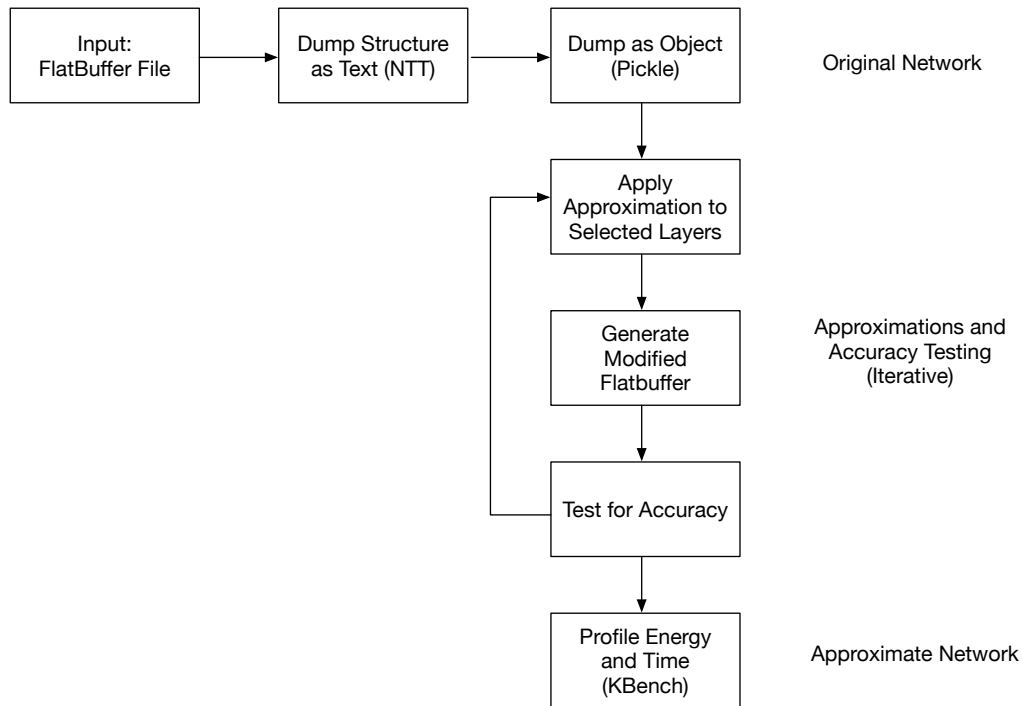 Input:
FlatBuffer File
Dump Structure
as Text (NTT)
Dump as Object
(Pickle)
Original Network
Apply
Approximation to
Selected Layers
Generate
Modified
Flatbuffer
Approximations and
Accuracy Testing
(Iterative)
Test for Accuracy
Profile Energy
and Time
(KBench)
Approximate Network